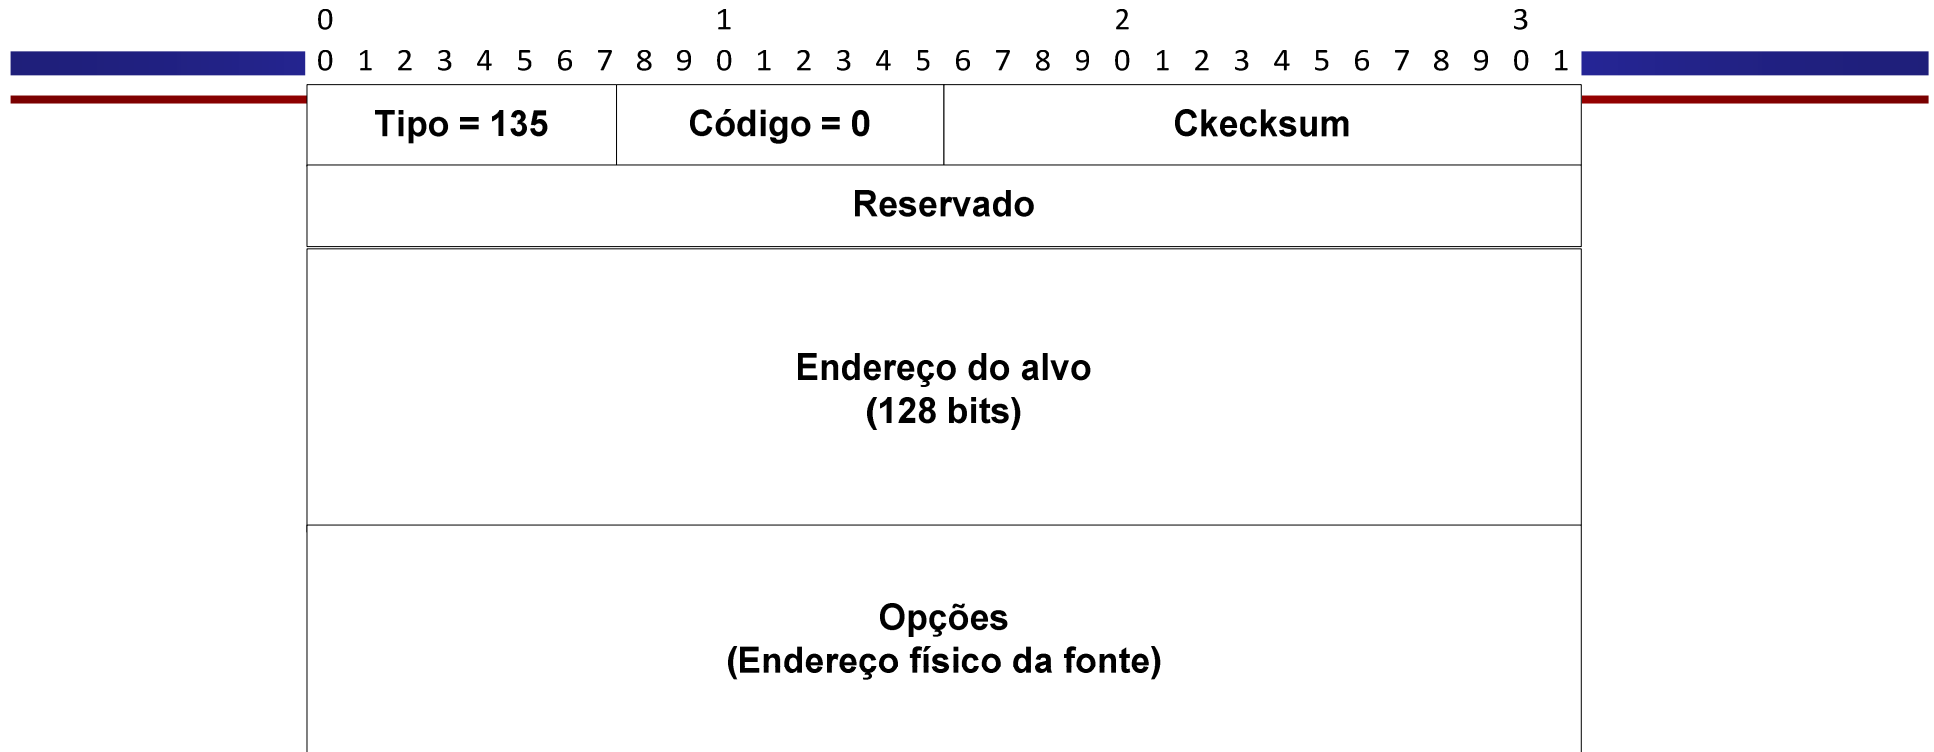 0 1 2 3
0 1 2 3 4 5 6 7 8 9 0 1 2 3 4 5 6 7 8 9 0 1 2 3 4 5 6 7 8 9 0 1
Tipo = 135 Código = 0 Ckecksum
Reservado
Endereço do alvo
(128 bits)
Opções
(Endereço físico da fonte)